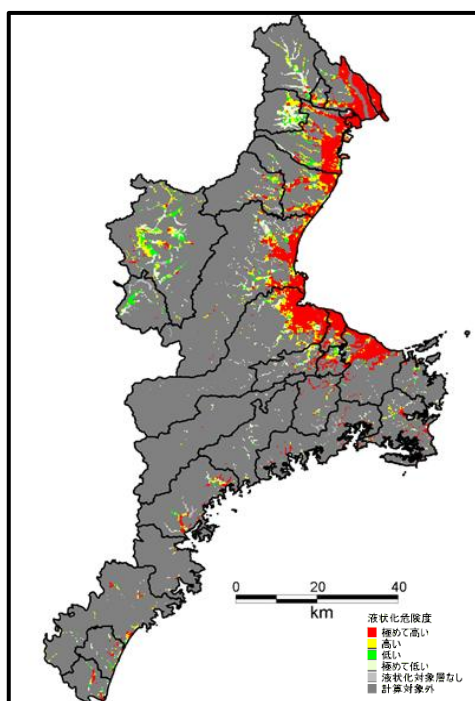 0 20 40
km
液状化危険度
極めて高い
高い
低い
極めて低い
液状化対象層なし
計算対象外